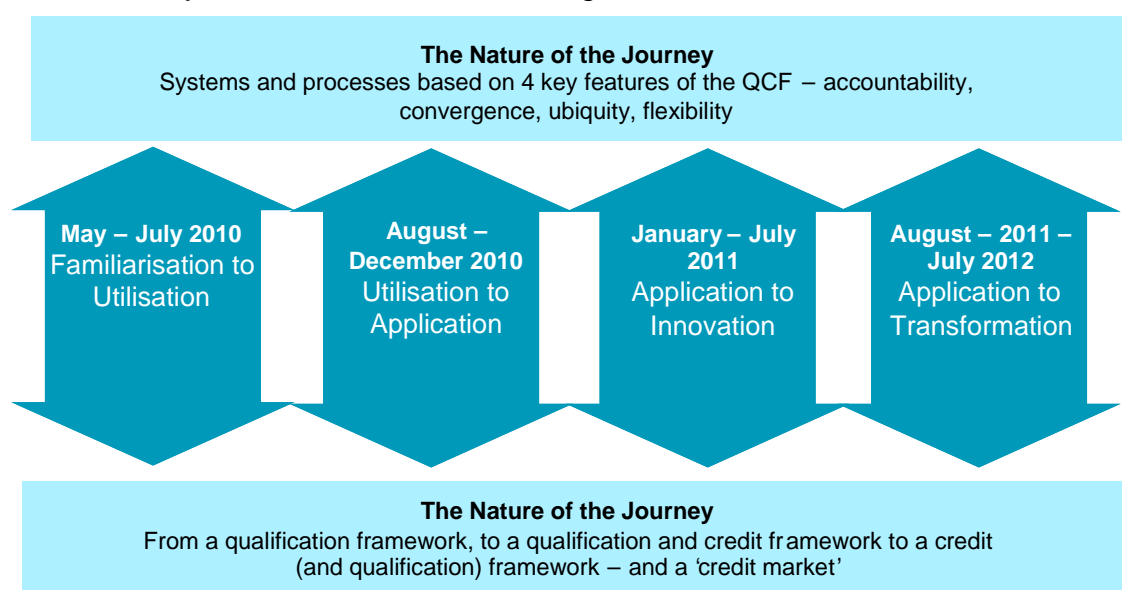 The Nature of the Journey
Systems and processes based on 4 key features of the QCF – accountability,
convergence, ubiquity, flexibility
May – July 2010
Familiarisation to
Utilisation
August –
December 2010
Utilisation to
Application
January – July
2011
Application to
Innovation
August – 2011 –
July 2012
Application to
Transformation
The Nature of the Journey
From a qualification framework, to a qualification and credit framework to a credit
(and qualification) framework – and a ‘credit market’